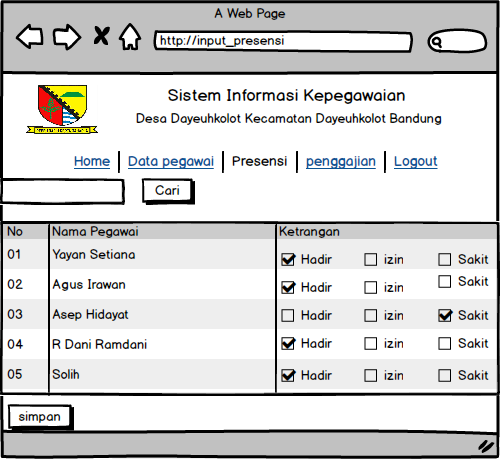 A Web Page
http://input_presensi
Sistem Informasi Kepegawaian
Desa Dayeuhkolot Kecamatan Dayeuhkolot Bandung
Home Data pegawai Presensi penggajian Logout
Cari
No Nama Pegawai Ketrangan
01 Yayan Setiana Hadir izin Sakit
02 Agus Irawan Hadir izin Sakit
03 Asep Hidayat Hadir izin Sakit
04 R Dani Ramdani Hadir izin Sakit
05 Solih Hadir izin Sakit
simpan